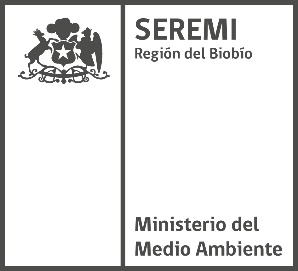 SEREMI
Región del Biobío
Ministerio del
Medio Ambiente